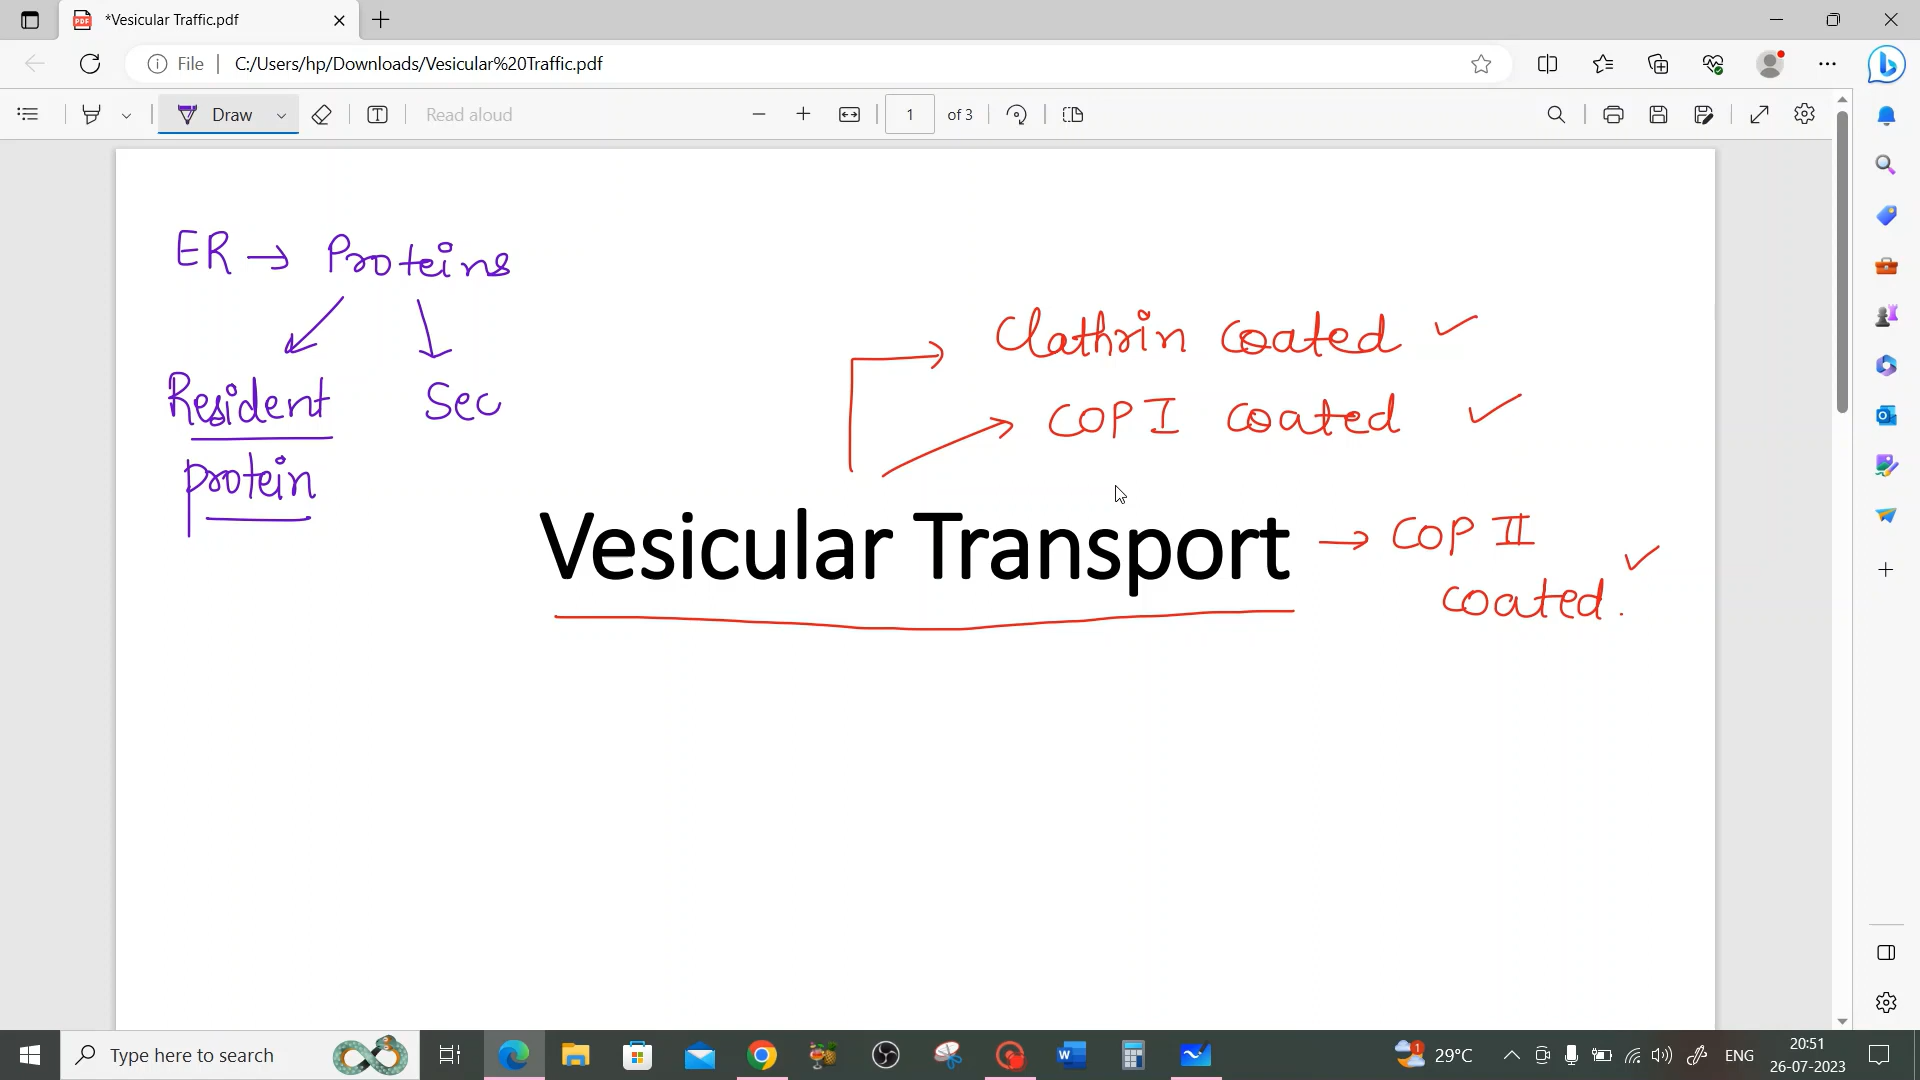 *Vesicular Traffic.pdf
File
C:/Users/hp/Downloads/Vesicular%20Traffic.pdf
Draw
Read aloud
1 of 3
ER → Proteins
Resident protein
Sec
Clathrin coated ✓
COP I coated ✓
Vesicular Transport
→ COP II
coated. ✓
Type here to search
29°C
ENG
20:51
26-07-2023